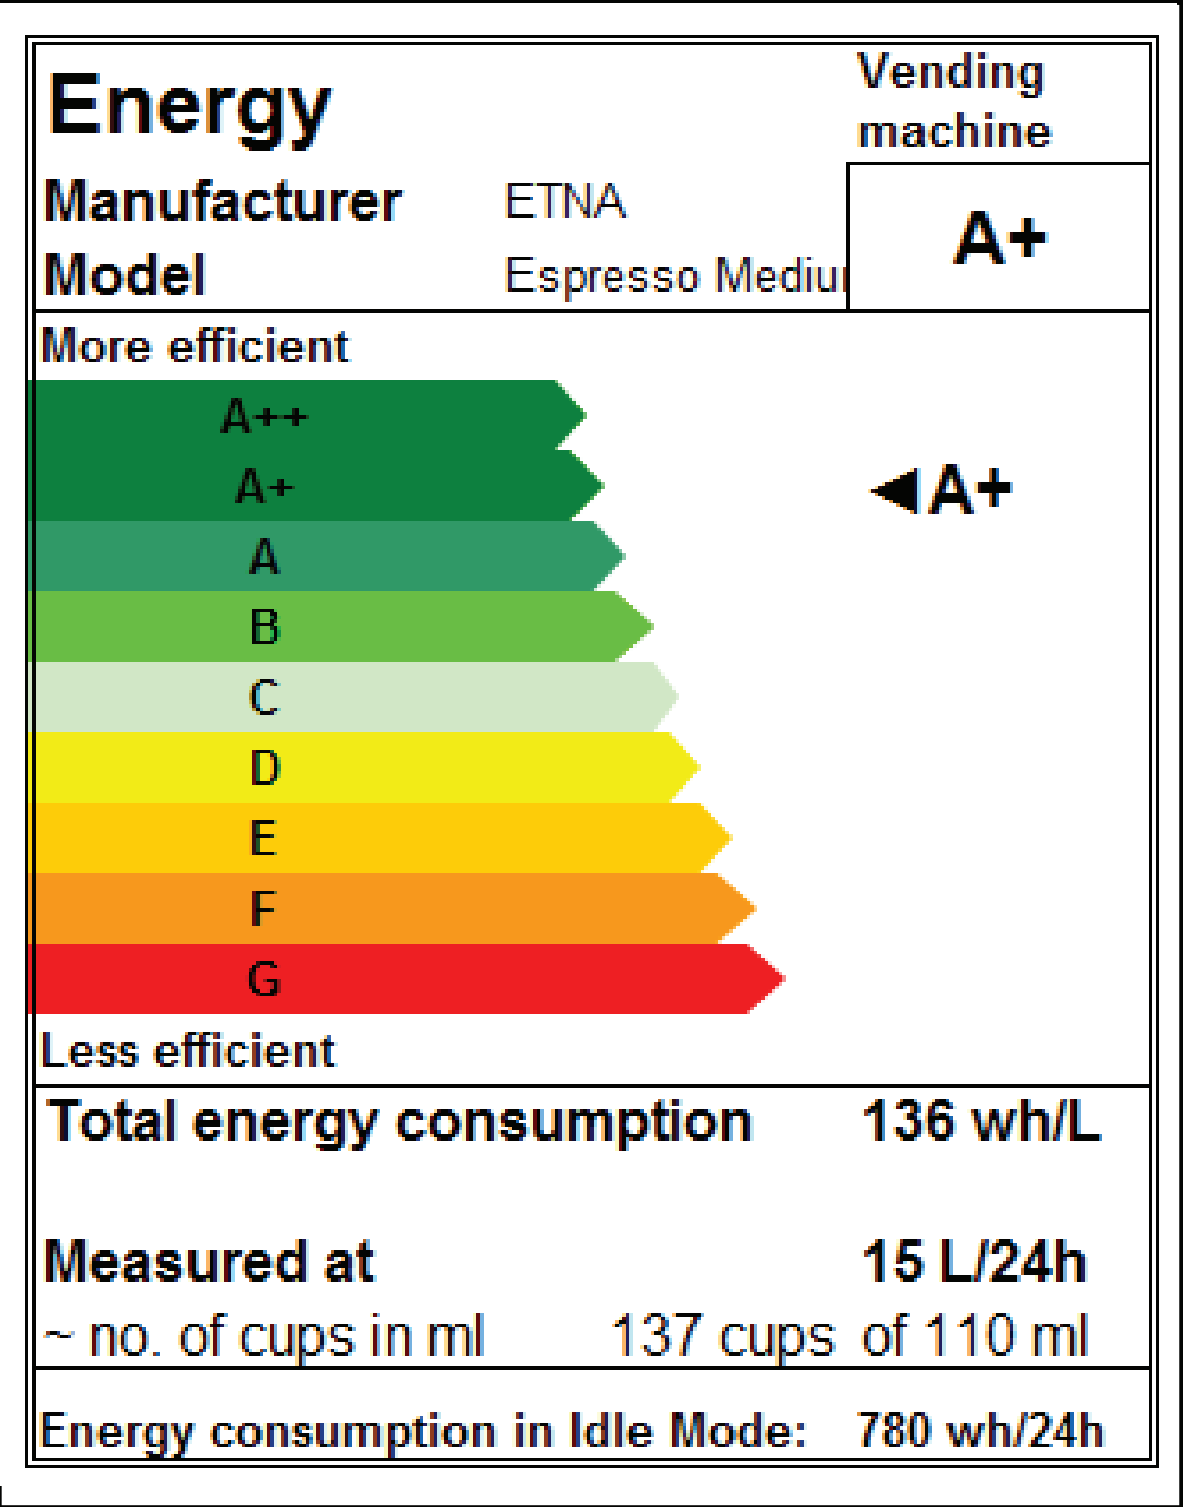 Energy
Vending
machine
Manufacturer ETNA
A+
Model Espresso
More efficient
A++
A+ ◄A+
A
B
C
D
E
F
G
Less efficient
Total energy consumption 136 wh/L
Measured at 15 L/24h
~ no. of cups in ml 137 cups of 110 ml
Energy consumption in Idle Mode: 780 wh/24h